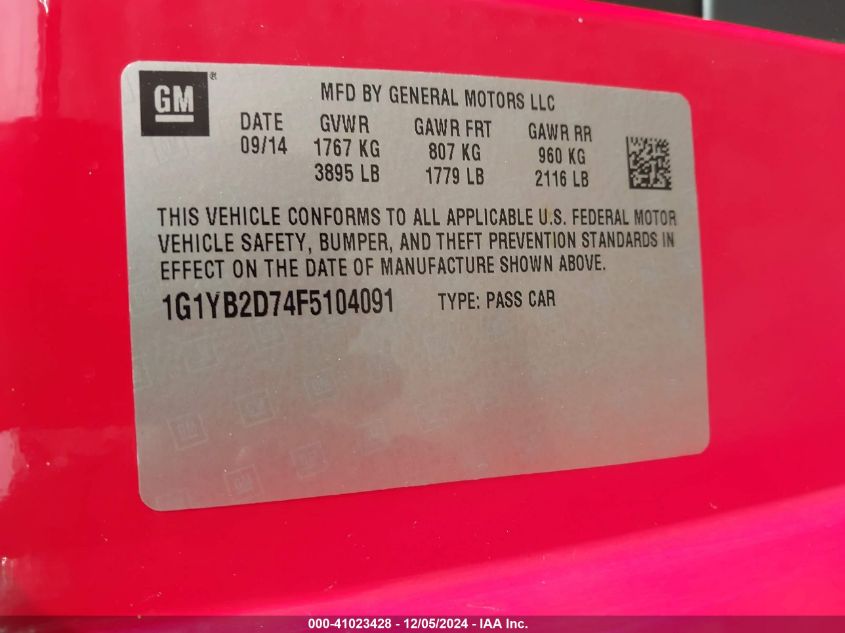 GM ®
MFD BY GENERAL MOTORS LLC
DATE GVWR GAWR FRT GAWR RR
09/14 1767 KG 807 KG 960 KG
3895 LB 1779 LB 2116 LB
THIS VEHICLE CONFORMS TO ALL APPLICABLE U.S. FEDERAL MOTOR
VEHICLE SAFETY, BUMPER, AND THEFT PREVENTION STANDARDS IN
EFFECT ON THE DATE OF MANUFACTURE SHOWN ABOVE.
1G1YB2D74F5104091 TYPE: PASS CAR
000-41023428 - 12/05/2024 - IAA Inc.